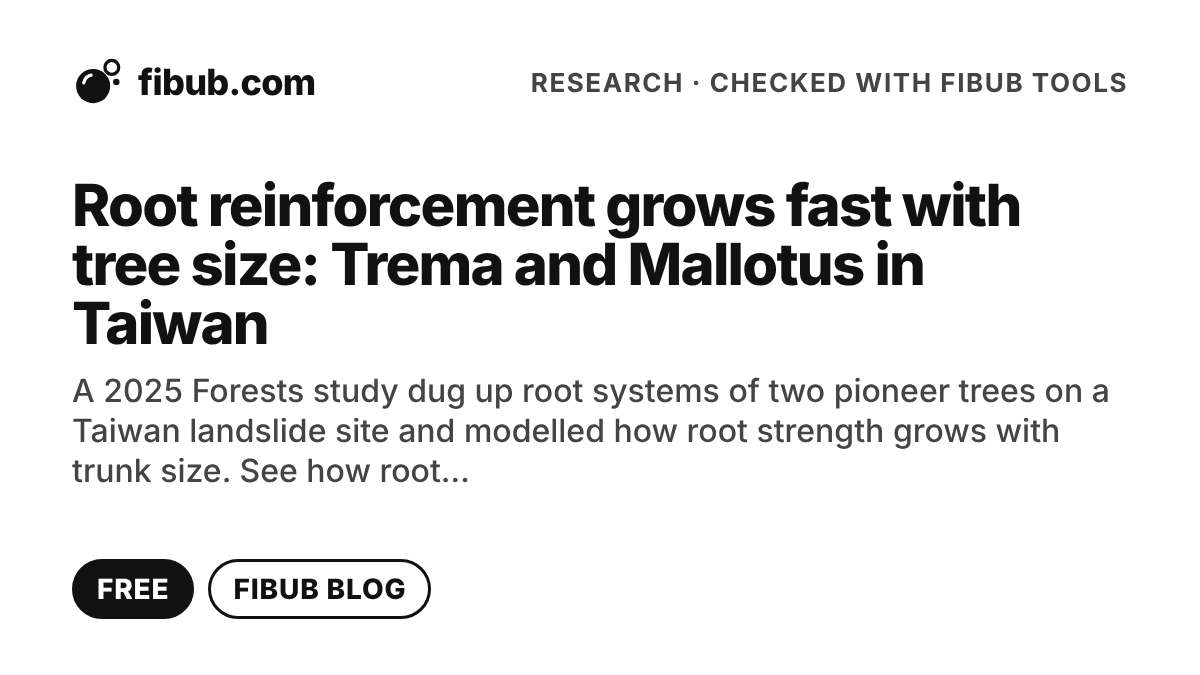 fibub.com
RESEARCH · CHECKED WITH FIBUB TOOLS
Root reinforcement grows fast with
tree size: Trema and Mallotus in
Taiwan
A 2025 Forests study dug up root systems of two pioneer trees on a
Taiwan landslide site and modelled how root strength grows with
trunk size. See how root...
FREE
FIBUB BLOG